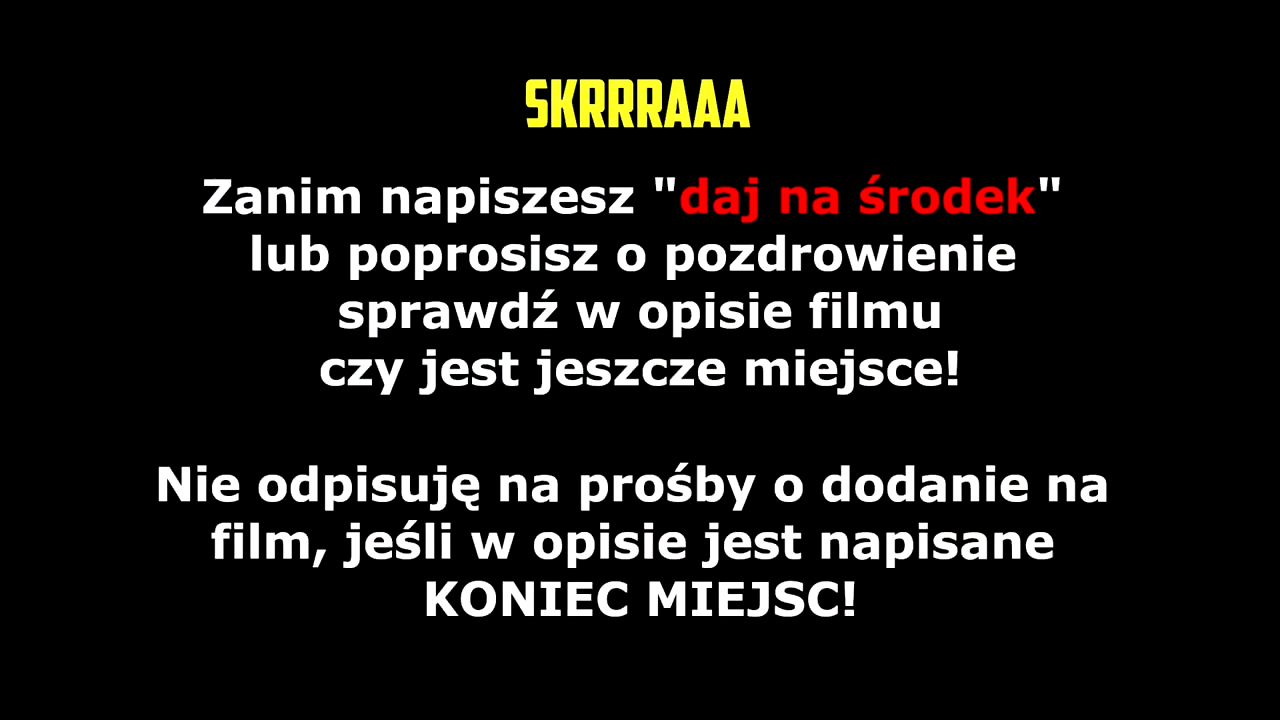 SKRRRAAA
Zanim napiszesz "daj na środek"
lub poprosisz o pozdrowienie
sprawdź w opisie filmu
czy jest jeszcze miejsce!
Nie odpisuję na prośby o dodanie na
film, jeśli w opisie jest napisane
KONIEC MIEJSC!